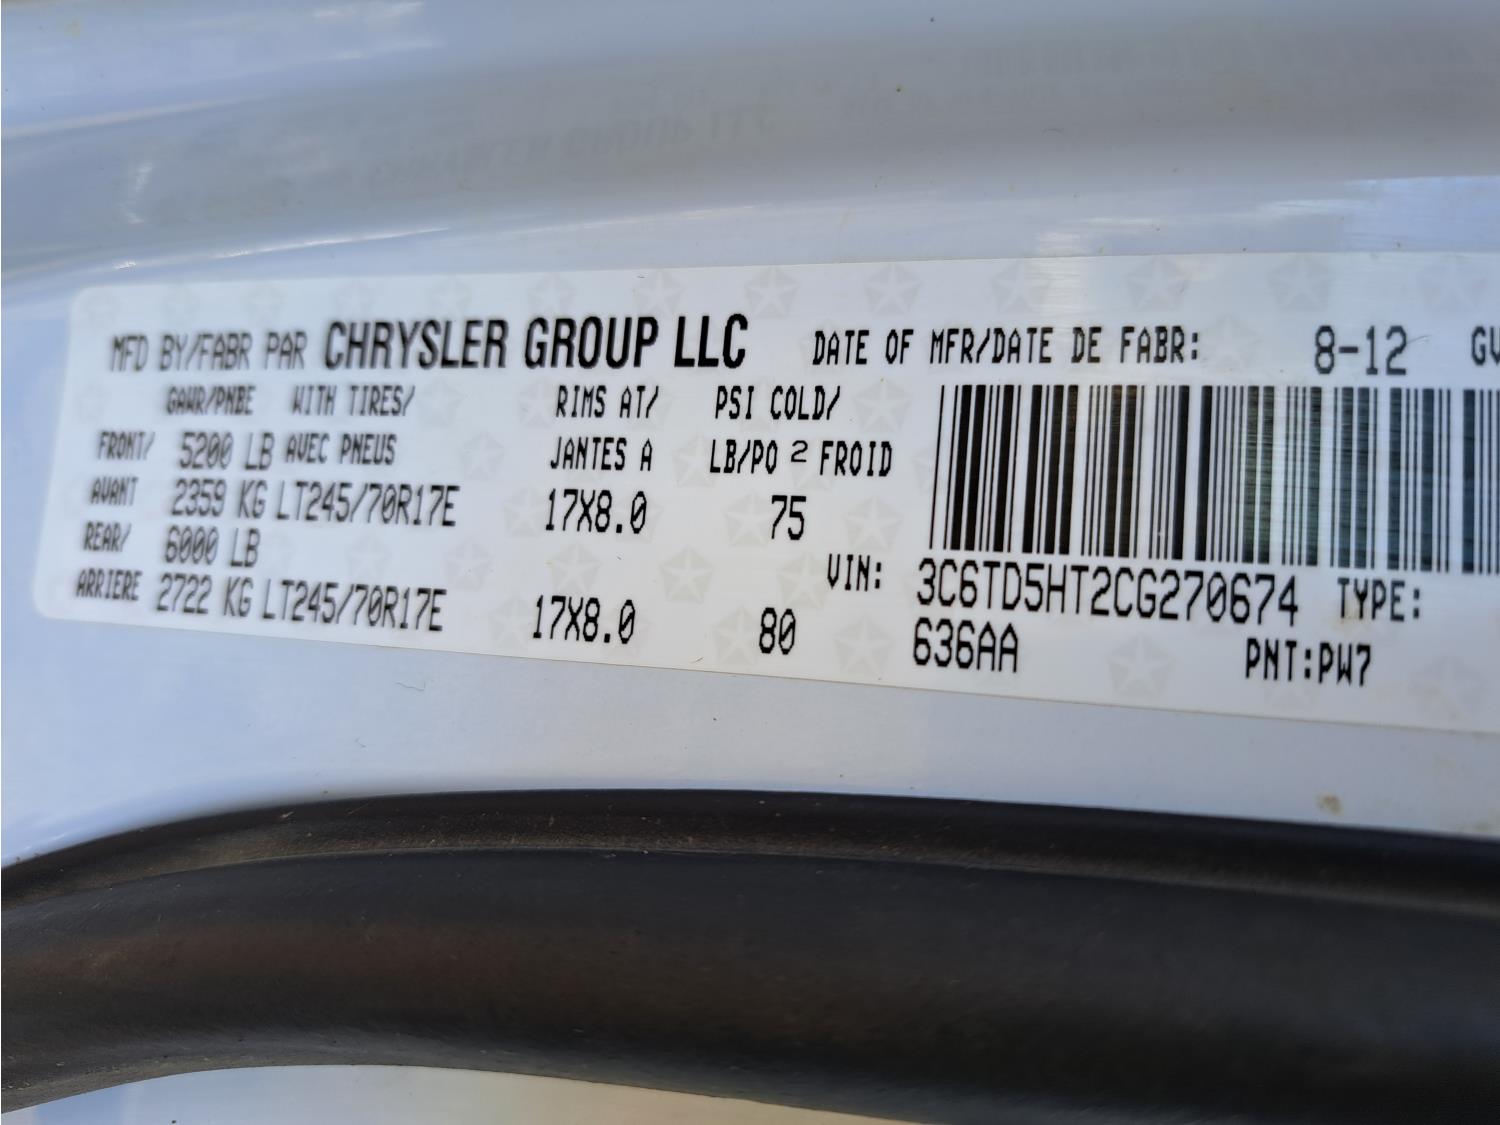 MFD BY/FABR PAR CHRYSLER GROUP LLC DATE OF MFR/DATE DE FABR: 8-12 GV
GAWR/PNBE WITH TIRES/ RIMS AT/ PSI COLD/
FRONT/ 5200 LB AVEC PNEUS JANTES A LB/PO 2 FROID
AVANT 2359 KG LT245/70R17E 17X8.0 75
REAR/ 6000 LB
ARRIERE 2722 KG LT245/70R17E 17X8.0 80
VIN: 3C6TD5HT2CG270674 TYPE:
636AA PNT:PW7